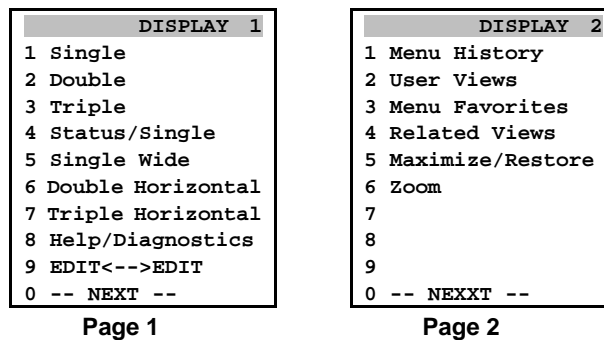 DISPLAY 1
1 Single
2 Double
3 Triple
4 Status/Single
5 Single Wide
6 Double Horizontal
7 Triple Horizontal
8 Help/Diagnostics
9 EDIT<-->EDIT
0 -- NEXT --
Page 1
DISPLAY 2
1 Menu History
2 User Views
3 Menu Favorites
4 Related Views
5 Maximize/Restore
6 Zoom
7
8
9
0 -- NEXXT --
Page 2